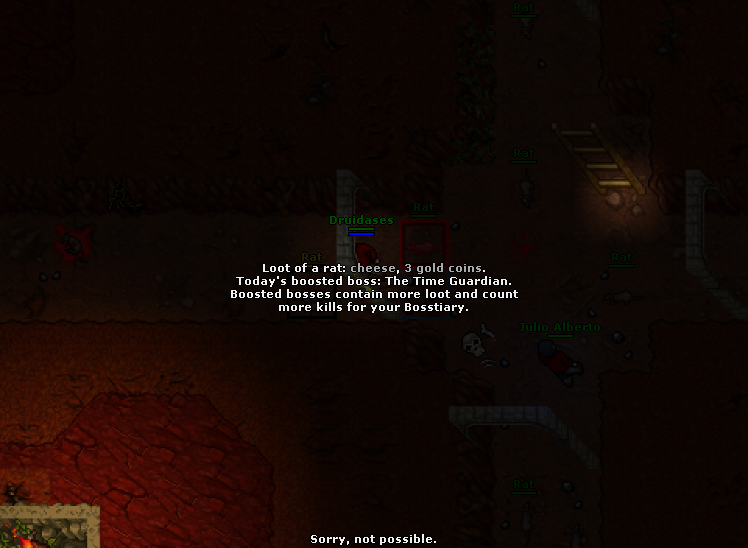 Rat
Rat
Rat
Druidases
Rat
Rat
Loot of a rat: cheese, 3 gold coins.
Today's boosted boss: The Time Guardian.
Boosted bosses contain more loot and count
more kills for your Bosstiary.
Julio Alberto
Rat
Sorry, not possible.